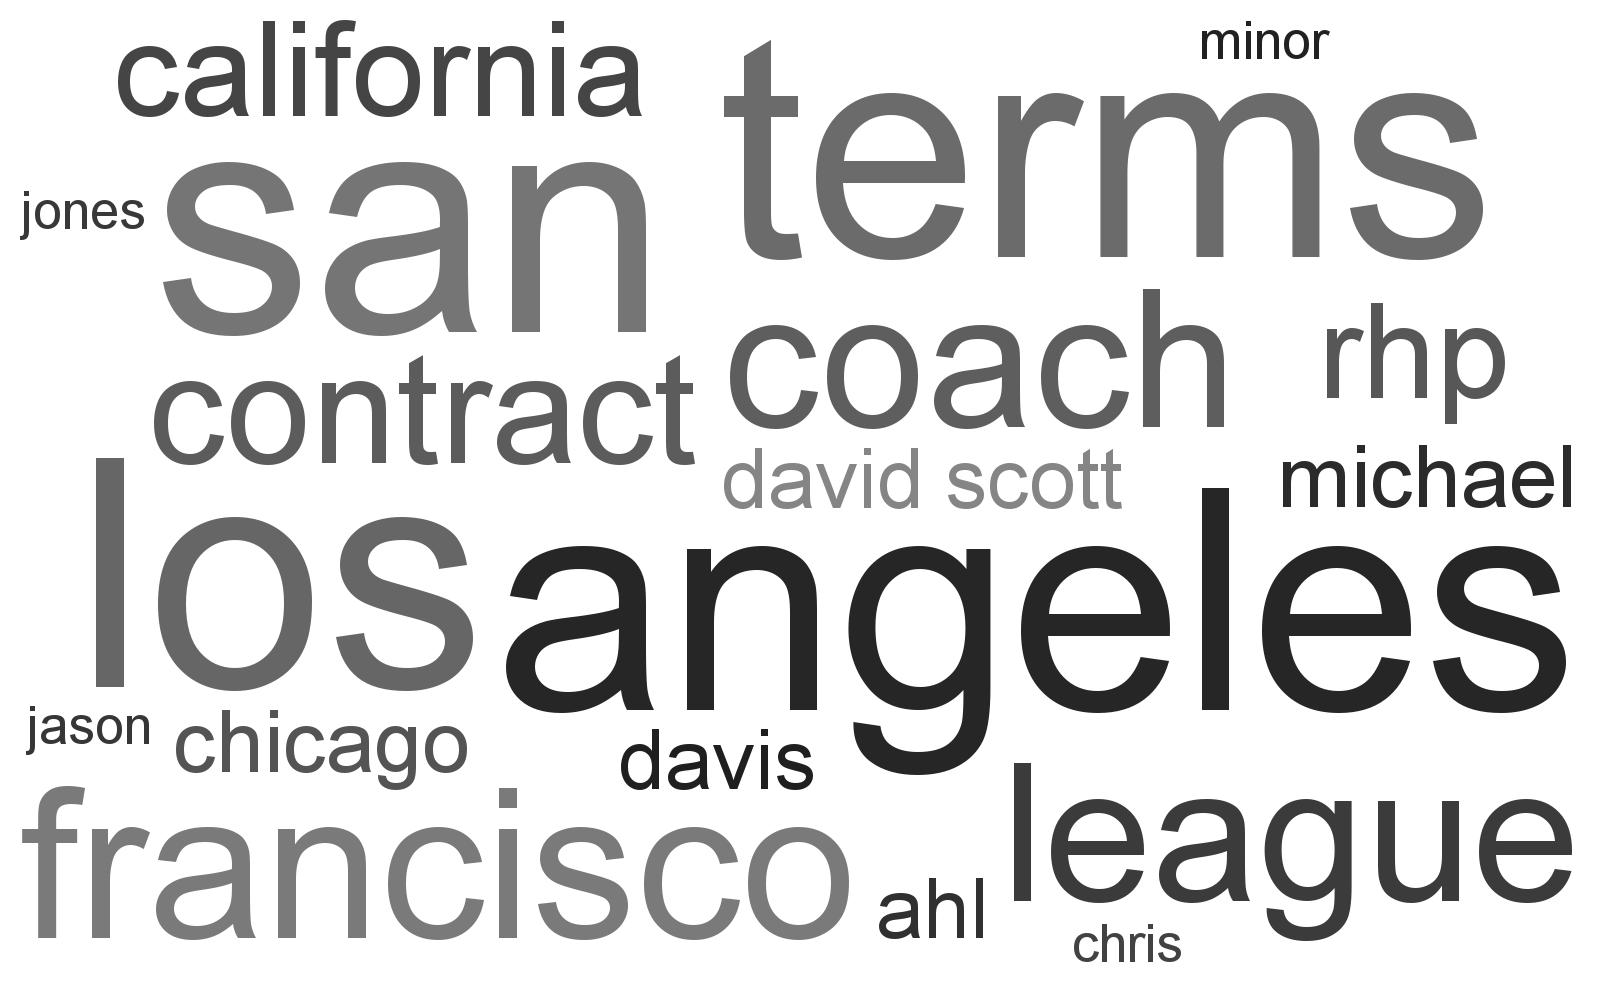 california
minor
terms
san
jones
coach
rhp
contract
david scott
michael
los
angeles
jason
chicago
davis
league
francisco
ahl
chris